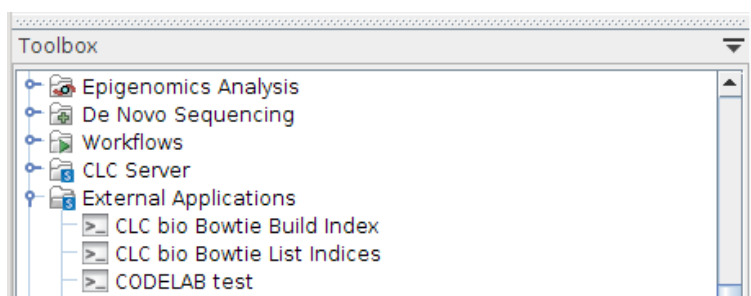 Toolbox
Epigenomics Analysis
De Novo Sequencing
Workflows
CLC Server
External Applications
CLC bio Bowtie Build Index
CLC bio Bowtie List Indices
CODELAB test